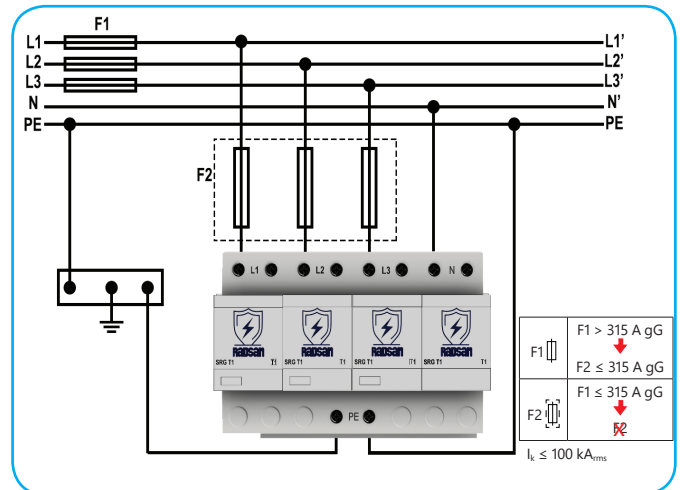 F1
L1 L1'
L2 L2'
L3 L3'
N N'
PE PE
F2
L1 L2 L3 N
RADSAN RADSAN RADSAN RADSAN
SRG T1 T1 SRG T1 T1 SRG T1 T1 SRG T1 T1
PE
F1 F1 > 315 A gG
F2 ≤ 315 A gG
F2 F1 ≤ 315 A gG
F2
Ik ≤ 100 kArms